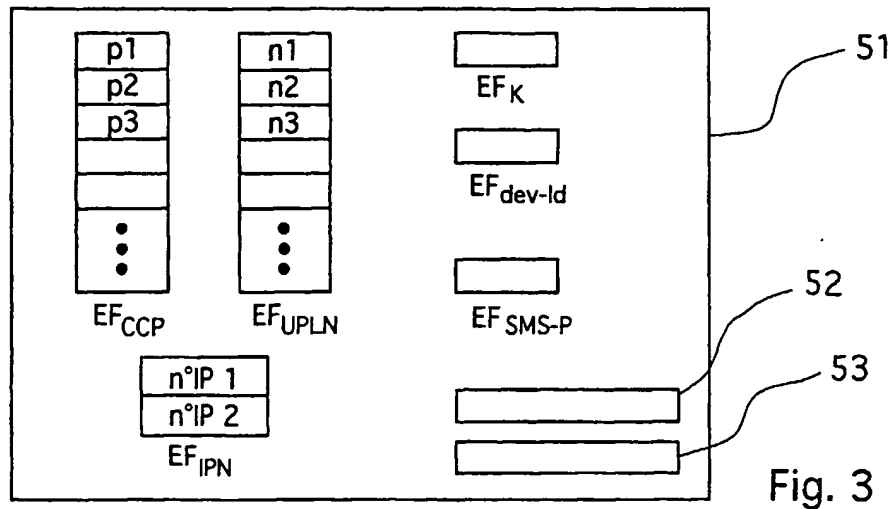 p1
p2
p3
EF_CCP
n1
n2
n3
EF_UPLN
EF_K
EF_dev-Id
EF_SMS-P
n°IP 1
n°IP 2
EF_IPN
51
52
53
Fig. 3